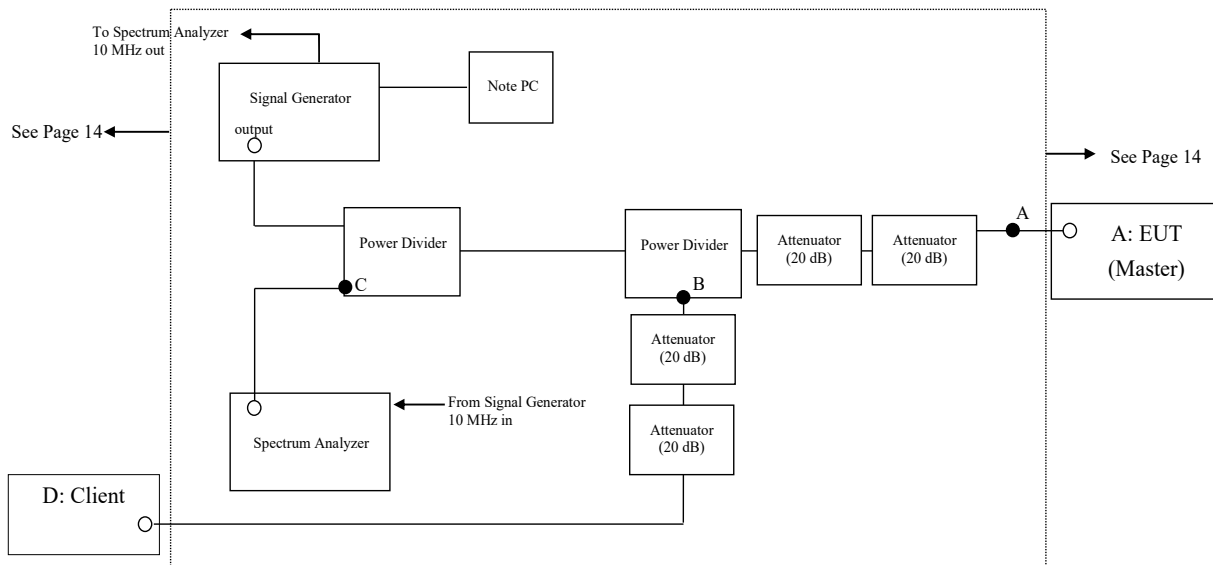 To Spectrum Analyzer
10 MHz out
Signal Generator
output
Note PC
See Page 14
See Page 14
Power Divider
C
Power Divider
B
Attenuator
(20 dB)
Attenuator
(20 dB)
A
A: EUT
(Master)
Attenuator
(20 dB)
Attenuator
(20 dB)
From Signal Generator
10 MHz in
Spectrum Analyzer
D: Client